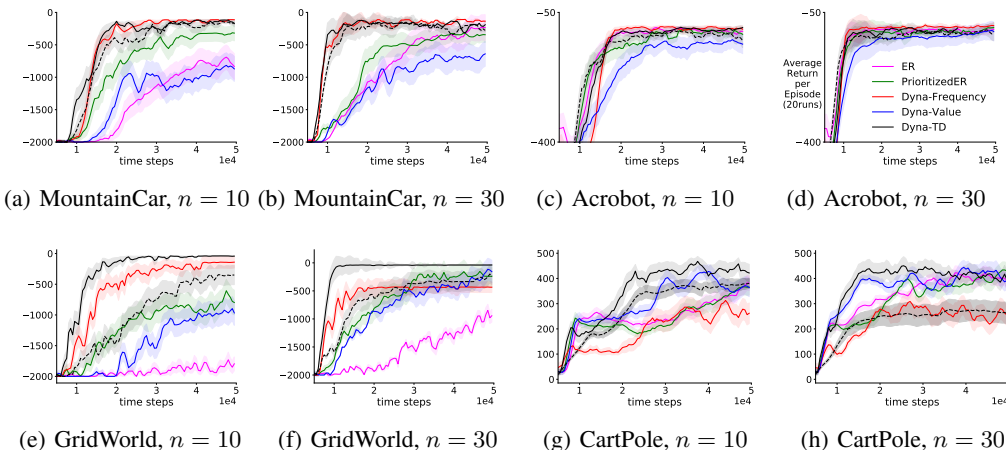 0
−500
−1000
−1500
−2000
1 2 3 4 5
time steps 1e4
(a) MountainCar, n = 10
0
−500
−1000
−1500
−2000
1 2 3 4 5
time steps 1e4
(b) MountainCar, n = 30
−50
−400
1 2 3 4 5
time steps 1e4
(c) Acrobot, n = 10
−50
Average
Return
per
Episode
(20runs)
−400
ER
PrioritizedER
Dyna-Frequency
Dyna-Value
Dyna-TD
1 2 3 4 5
time steps 1e4
(d) Acrobot, n = 30
0
−500
−1000
−1500
−2000
1 2 3 4 5
time steps 1e4
(e) GridWorld, n = 10
0
−500
−1000
−1500
−2000
1 2 3 4 5
time steps 1e4
(f) GridWorld, n = 30
500
400
300
200
100
0
1 2 3 4 5
time steps 1e4
(g) CartPole, n = 10
500
400
300
200
100
0
1 2 3 4 5
time steps 1e4
(h) CartPole, n = 30